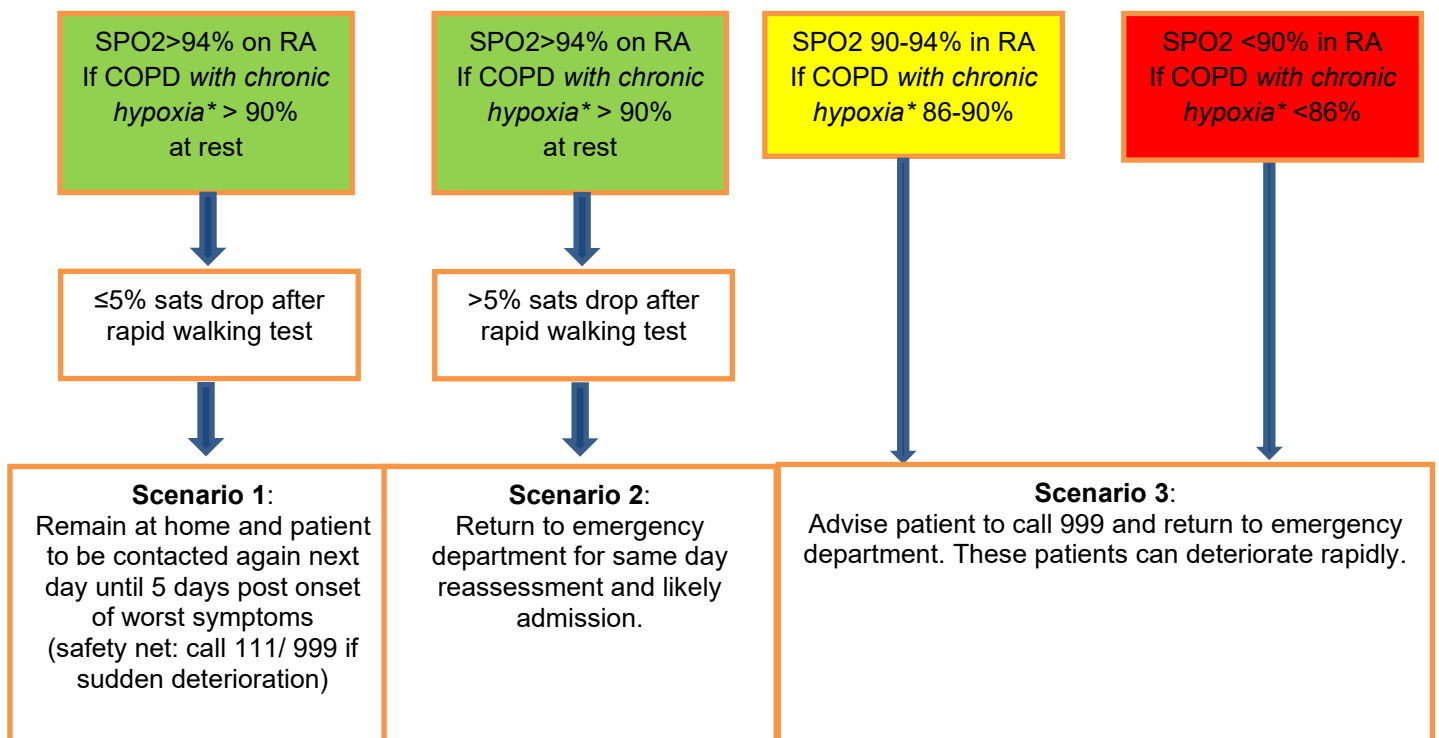 SPO2>94% on RA
If COPD with chronic
hypoxia* > 90%
at rest
SPO2>94% on RA
If COPD with chronic
hypoxia* > 90%
at rest
SPO2 90-94% in RA
If COPD with chronic
hypoxia* 86-90%
SPO2 <90% in RA
If COPD with chronic
hypoxia* <86%
≤5% sats drop after
rapid walking test
>5% sats drop after
rapid walking test
Scenario 1:
Remain at home and patient
to be contacted again next
day until 5 days post onset
of worst symptoms
(safety net: call 111/ 999 if
sudden deterioration)
Scenario 2:
Return to emergency
department for same day
reassessment and likely
admission.
Scenario 3:
Advise patient to call 999 and return to emergency
department. These patients can deteriorate rapidly.